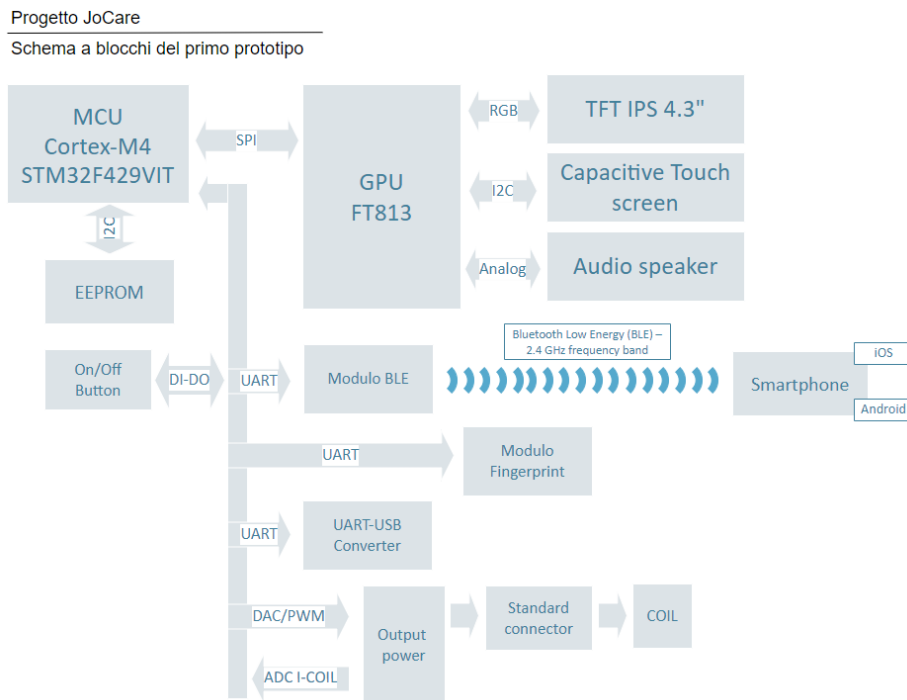 Progetto JoCare
Schema a blocchi del primo prototipo
MCU
Cortex-M4
STM32F429VIT
SPI
GPU
FT813
RGB
TFT IPS 4.3"
I2C
Capacitive Touch
screen
Analog
Audio speaker
I2C
EEPROM
On/Off
Button
DI-DO
UART
Modulo BLE
Bluetooth Low Energy (BLE) –
2.4 GHz frequency band
Smartphone
iOS
Android
UART
Modulo
Fingerprint
UART
UART-USB
Converter
DAC/PWM
ADC I-COIL
Output
power
Standard
connector
COIL